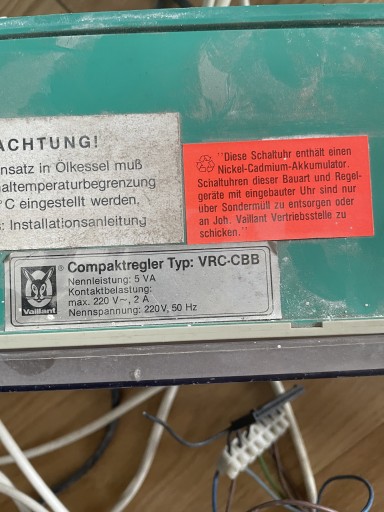 ACHTUNG!
nsatz in Ölkessel muß
altemperaturbegrenzung
°C eingestellt werden.
: Installationsanleitung
"Diese Schaltuhr enthält einen
Nickel-Cadmium-Akkumulator.
Schaltuhren dieser Bauart und Regel-
geräte mit eingebauter Uhr sind nur
über Sondermüll zu entsorgen oder
an Joh. Vaillant Vertriebsstelle zu
schicken."
Vaillant
®
Compaktregler Typ: VRC-CBB
Nennleistung: 5 VA
Kontaktbelastung:
max. 220 V~, 2 A
Nennspannung: 220V, 50 Hz